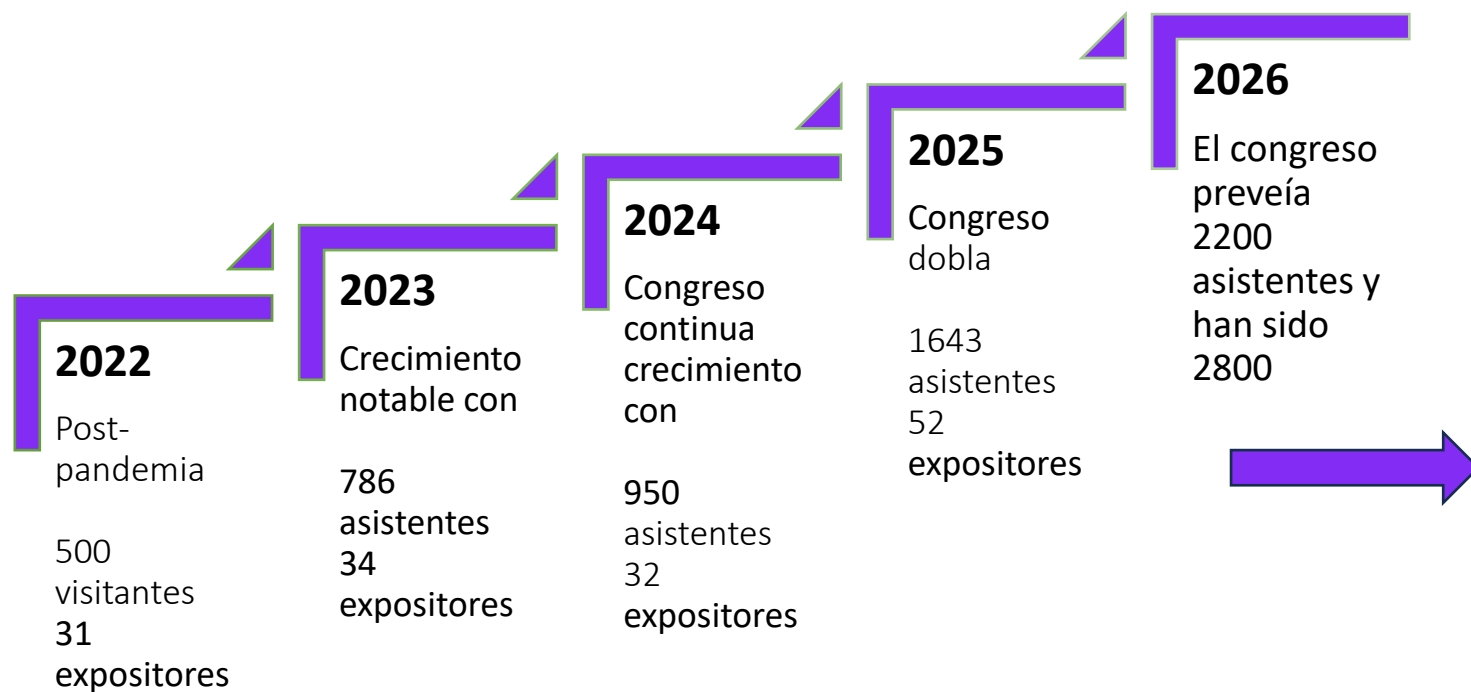 2022
Post-
pandemia
500
visitantes
31
expositores
2023
Crecimiento
notable con
786
asistentes
34
expositores
2024
Congreso
continua
crecimiento
con
950
asistentes
32
expositores
2025
Congreso
dobla
1643
asistentes
52
expositores
2026
El congreso
preveía
2200
asistentes y
han sido
2800